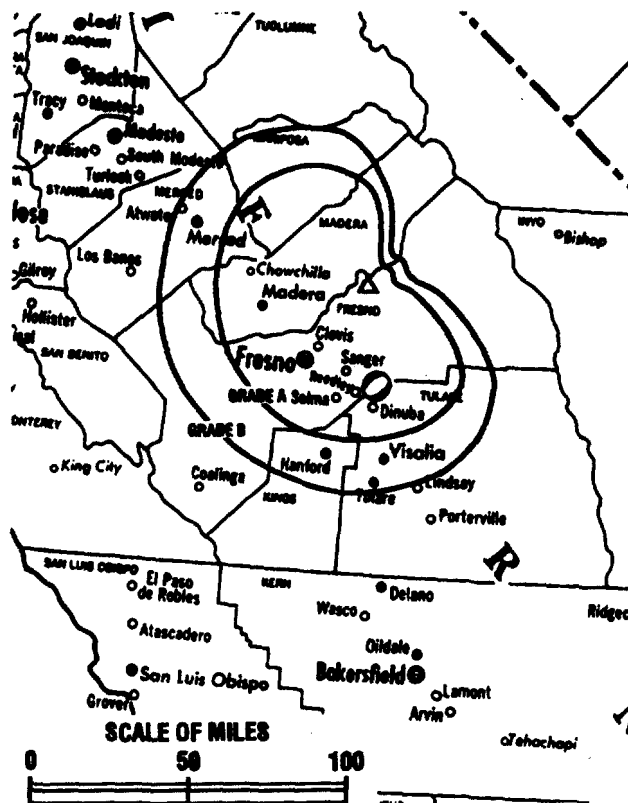 Lodi
TUOLUMNE
SAN JOAQUIN
Stockton
Tracy
Manteca
Modesto
Paradise
South Modesto
MARIPOSA
Turlock
STANISLAUS
MERCED
Atwater
Merced
MADERA
INYO
Bishop
Los Banos
Gilroy
Chowchilla
Madera
FRESNO
Hollister
Clovis
SAN BENITO
Fresno
Sanger
Reedley
GRADE A
Selma
TULARE
Dinuba
GRADE B
King City
Coalinga
Hanford
Visalia
Tulare
Lindsay
KINGS
Porterville
R
SAN LUIS OBISPO
El Paso
de Robles
KERN
Delano
Wasco
Ridgec
Atascadero
Oildale
San Luis Obispo
Bakersfield
Lamont
Grover
Arvin
SCALE OF MILES
Tehachapi
0 50 100